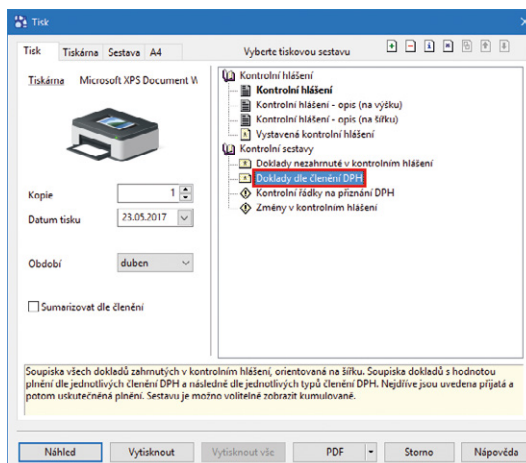 Tisk
Tisk Tiskárna Sestava A4 Vyberte tiskovou sestavu
Tiskárna Microsoft XPS Document W
Kopie 1
Datum tisku 23.05.2017
Období duben
Sumarizovat dle členění
Kontrolní hlášení
Kontrolní hlášení
Kontrolní hlášení - opis (na výšku)
Kontrolní hlášení - opis (na šířku)
Vystavená kontrolní hlášení
Kontrolní sestavy
Doklady nezahrnuté v kontrolním hlášení
Doklady dle členění DPH
Kontrolní řádky na přiznání DPH
Změny v kontrolním hlášení
Soupiska všech dokladů zahrnutých v kontrolním hlášení, orientovaná na šířku. Soupiska dokladů s hodnotou
plnění dle jednotlivých členění DPH a následně dle jednotlivých typů členění DPH. Nejdříve jsou uvedena přijatá a
potom uskutečněná plnění. Sestavu je možno volitelně zobrazit kumulovaně.
Náhled Vytisknout Vytisknout vše PDF Storno Nápověda